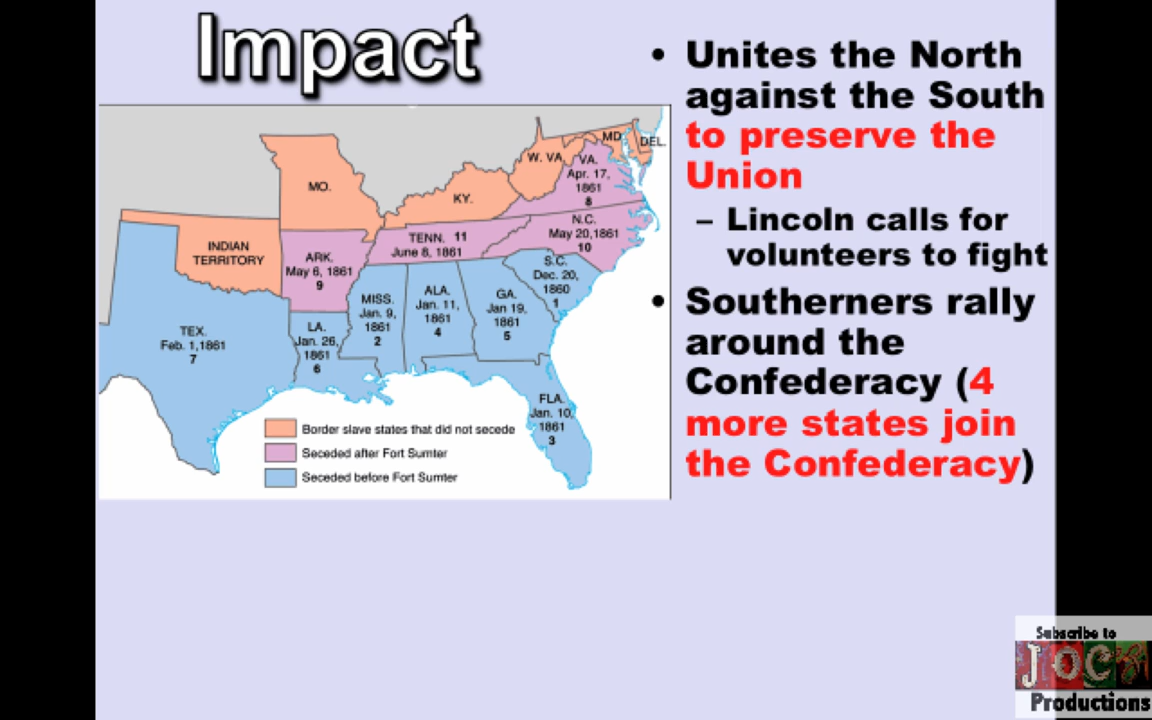 Impact
• Unites the North
against the South
to preserve the
Union
– Lincoln calls for
volunteers to fight
• Southerners rally
around the
Confederacy (4
more states join
the Confederacy)
MO.
KY.
W. VA.
MD
DEL.
VA.
Apr. 17,
1861
8
N.C.
May 20,1861
10
TENN. 11
June 8, 1861
INDIAN
TERRITORY
ARK.
May 6, 1861
9
S.C.
Dec. 20,
1860
1
MISS.
Jan. 9,
1861
2
ALA.
Jan. 11,
1861
4
GA.
Jan 19,
1861
5
TEX.
Feb. 1,1861
7
LA.
Jan. 26,
1861
6
FLA.
Jan. 10,
1861
3
Border slave states that did not secede
Seceded after Fort Sumter
Seceded before Fort Sumter
Subscribe to
JOCZ
Productions